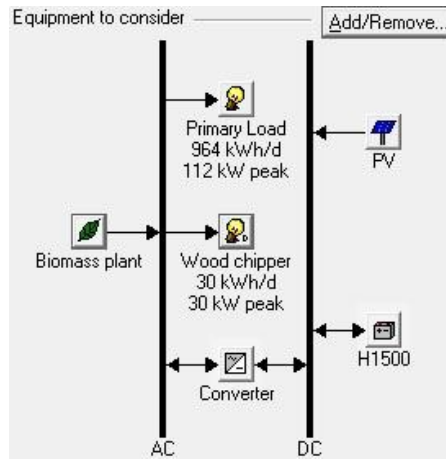 Equipment to consider
Add/Remove...
Primary Load
964 kWh/d
112 kW peak
PV
Biomass plant
Wood chipper
30 kWh/d
30 kW peak
H1500
Converter
AC
DC